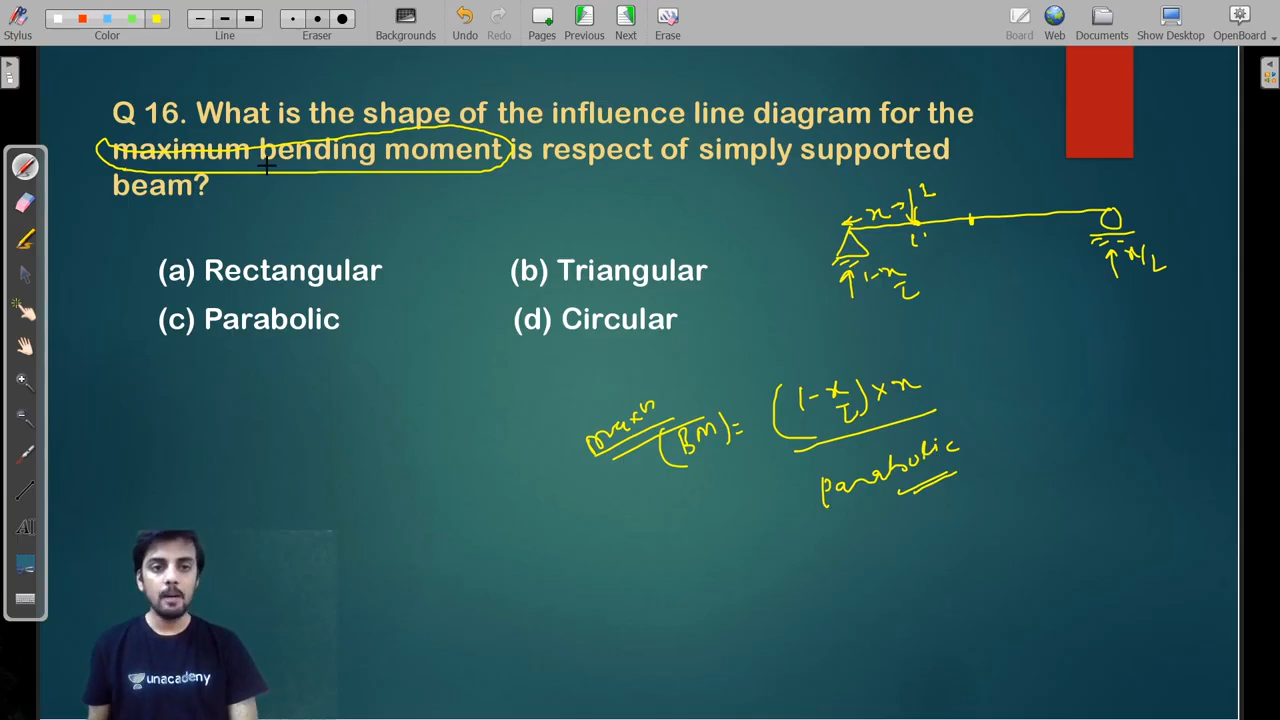 Stylus
Color
Line
Eraser
Backgrounds
Undo
Redo
Pages
Previous
Next
Erase
Board
Web
Documents
Show Desktop
OpenBoard
Q 16. What is the shape of the influence line diagram for the
maximum bending moment is respect of simply supported
beam?
(a) Rectangular
(b) Triangular
(c) Parabolic
(d) Circular
x
1-x/L
x/L
maxm (BM) = (1-x/L) × x
parabolic
unacademy